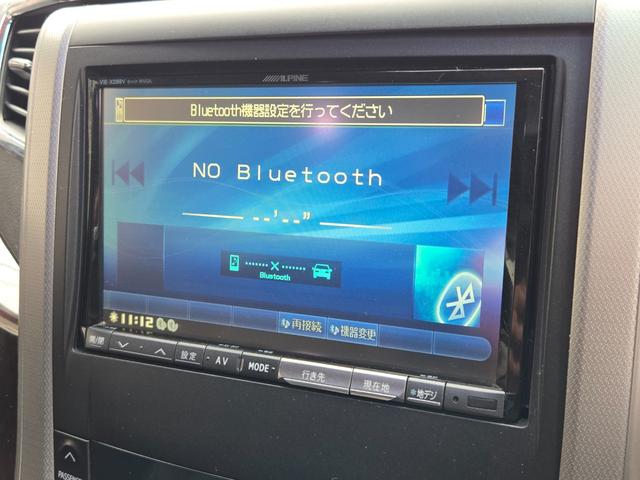 VIE-X088V
ALPINE
Bluetooth機器設定を行ってください
NO Bluetooth
--'--"
Bluetooth
11:12
再接続 機器変更
開/閉 設定 AV MODE 行き先 現在地 *地デジ
PASSENGER